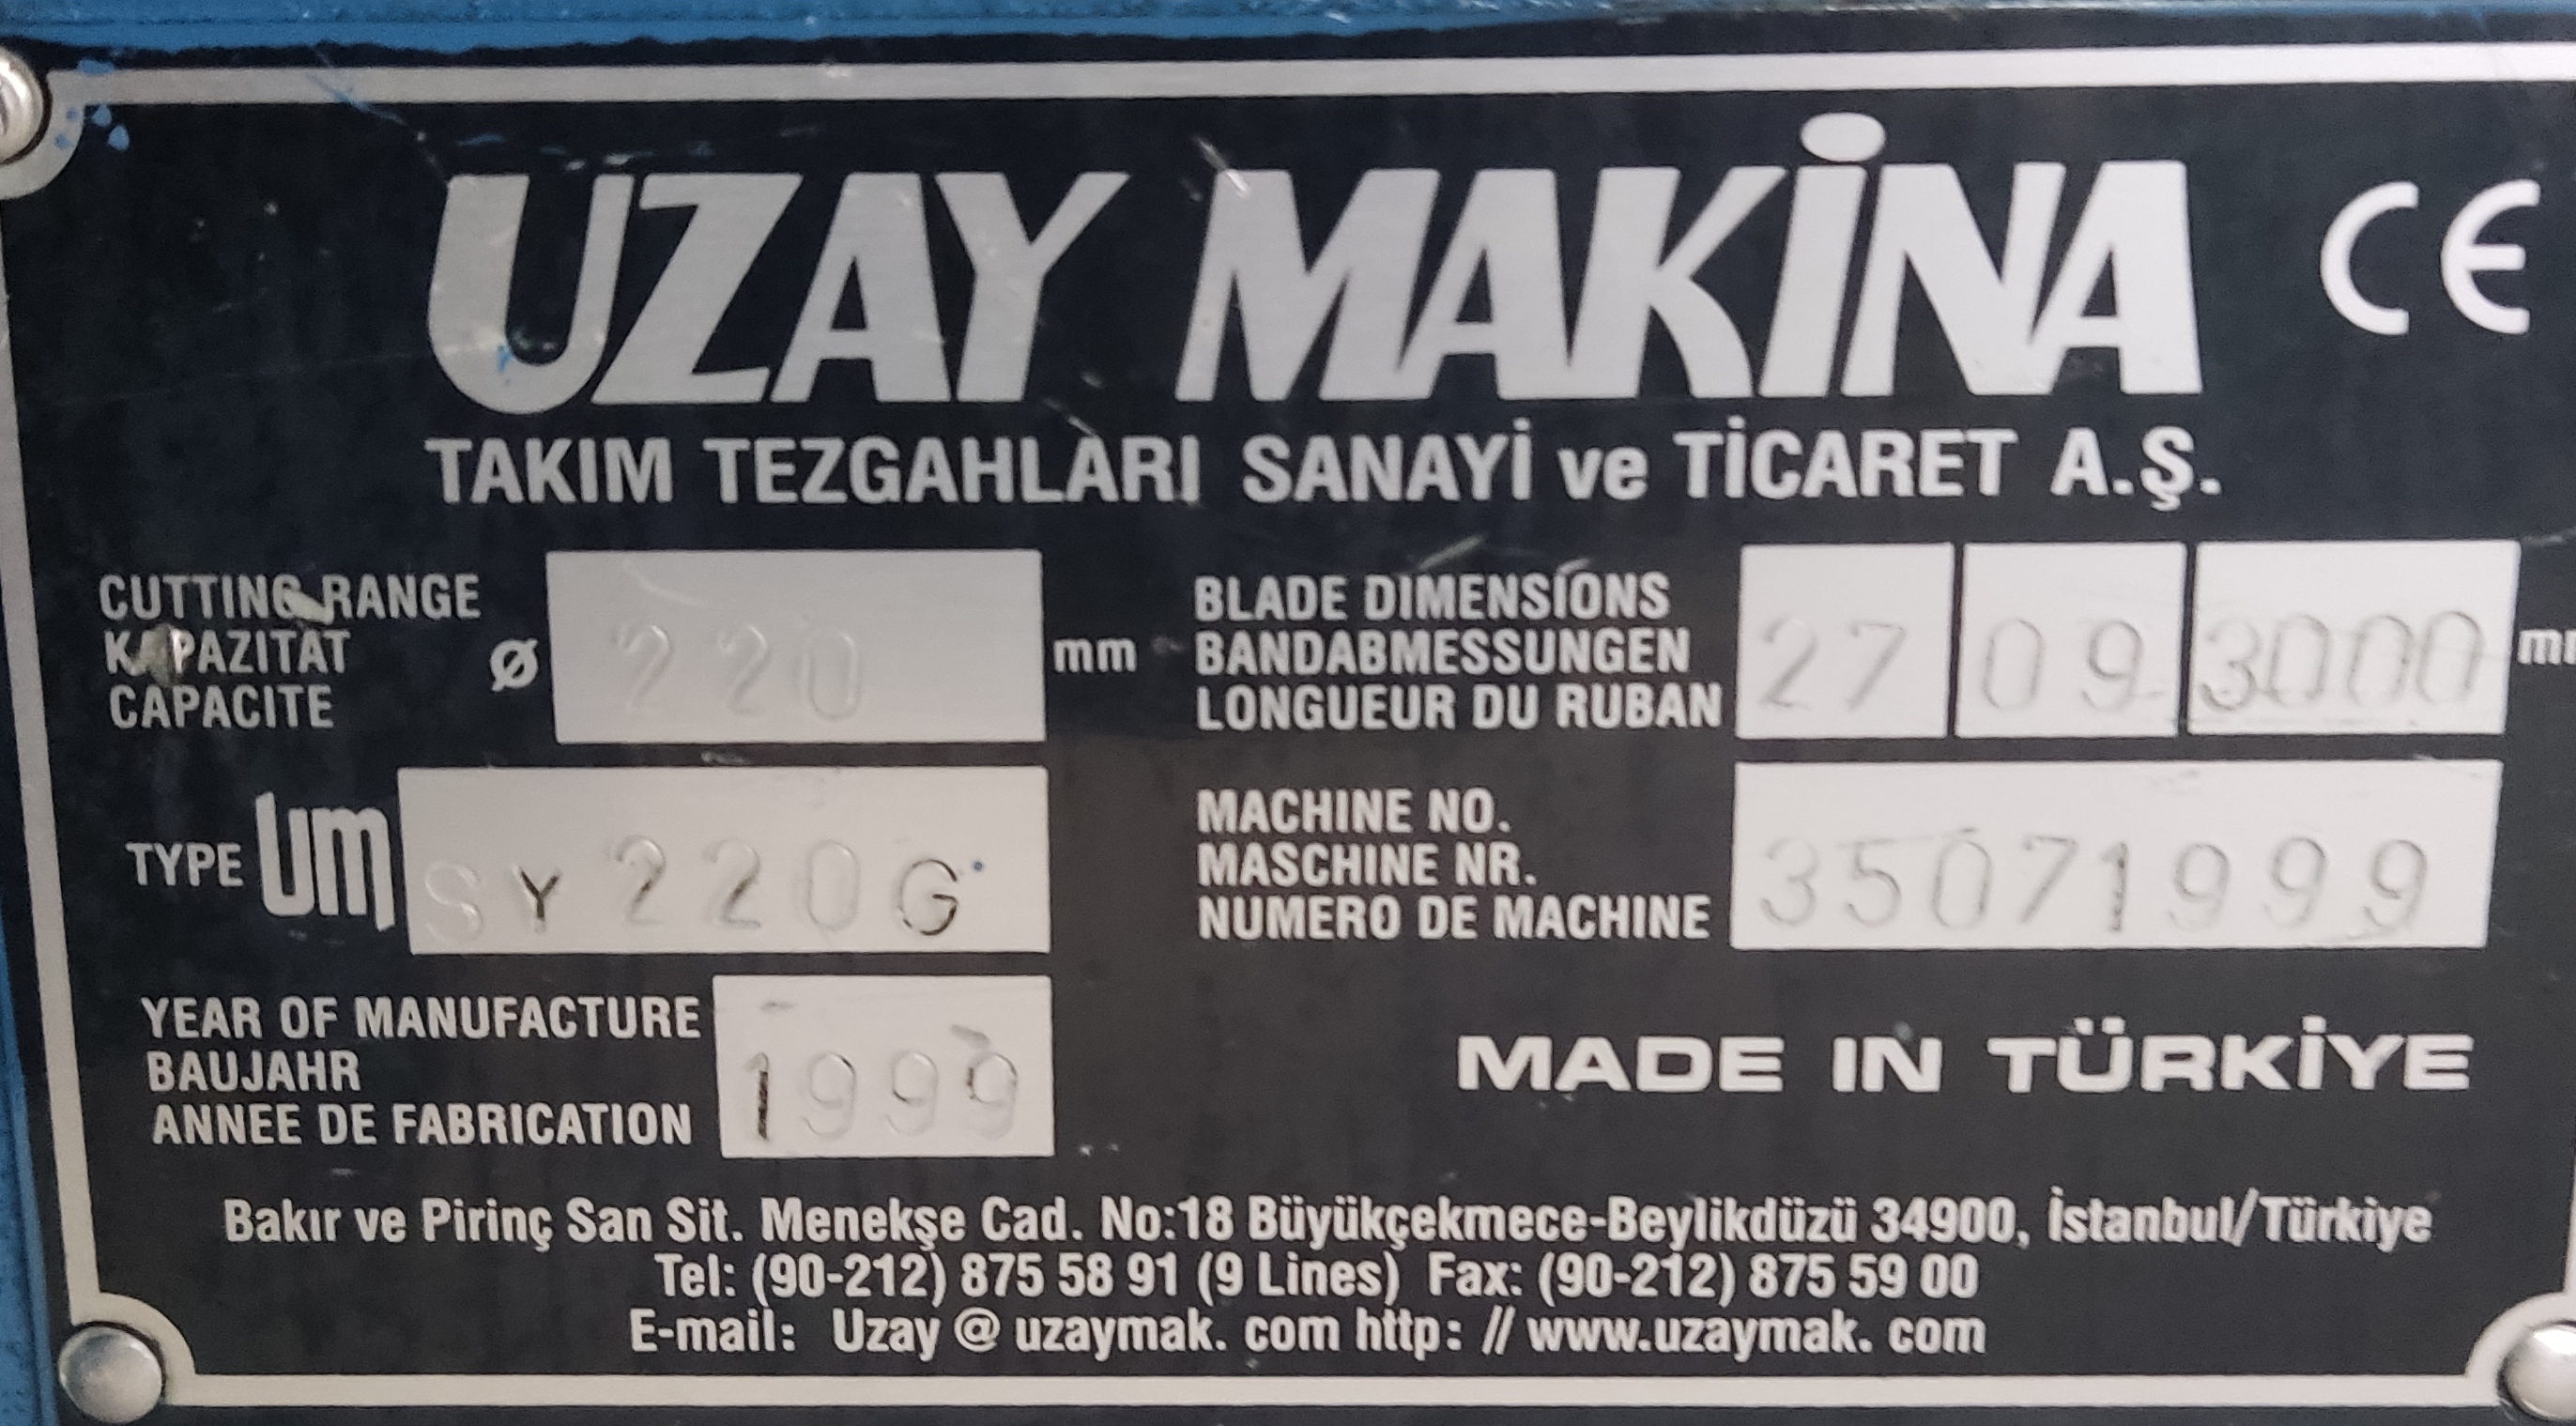 UZAY MAKİNA CE
TAKIM TEZGAHLARI SANAYİ ve TİCARET A.Ş.
CUTTING RANGE
KAPAZITAT
CAPACITE
Ø 220 mm
BLADE DIMENSIONS
BANDABMESSUNGEN
LONGUEUR DU RUBAN
27 09 3000
TYPE um SY220G
MACHINE NO.
MASCHINE NR.
NUMERO DE MACHINE
35071999
YEAR OF MANUFACTURE
BAUJAHR
ANNEE DE FABRICATION
1999
MADE IN TÜRKİYE
Bakır ve Pirinç San Sit. Menekşe Cad. No:18 Büyükçekmece-Beylikdüzü 34900, İstanbul/Türkiye
Tel: (90-212) 875 58 91 (9 Lines) Fax: (90-212) 875 59 00
E-mail: Uzay @ uzaymak. com http: // www.uzaymak. com